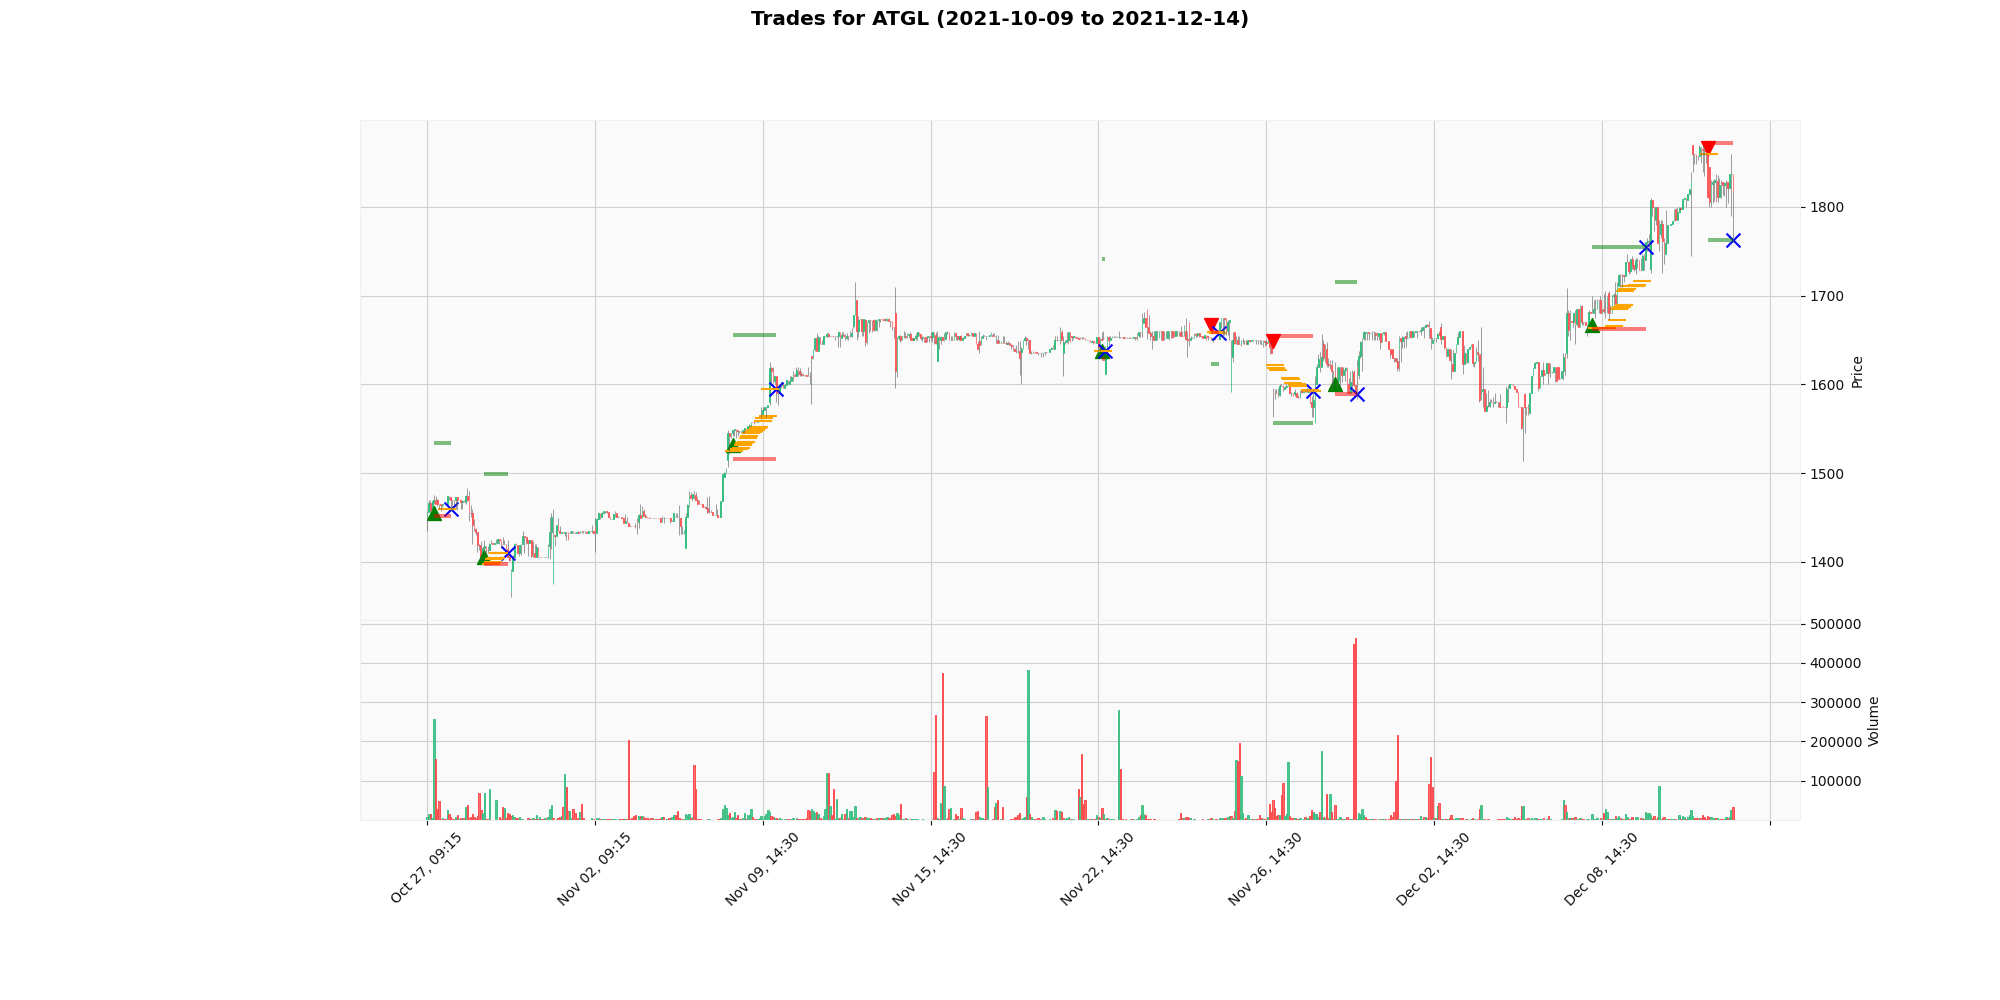 Trades for ATGL (2021-10-09 to 2021-12-14)
1800
1700
1600
1500
1400
Price
500000
400000
300000
200000
100000
Volume
Oct 27, 09:15
Nov 02, 09:15
Nov 09, 14:30
Nov 15, 14:30
Nov 22, 14:30
Nov 26, 14:30
Dec 02, 14:30
Dec 08, 14:30